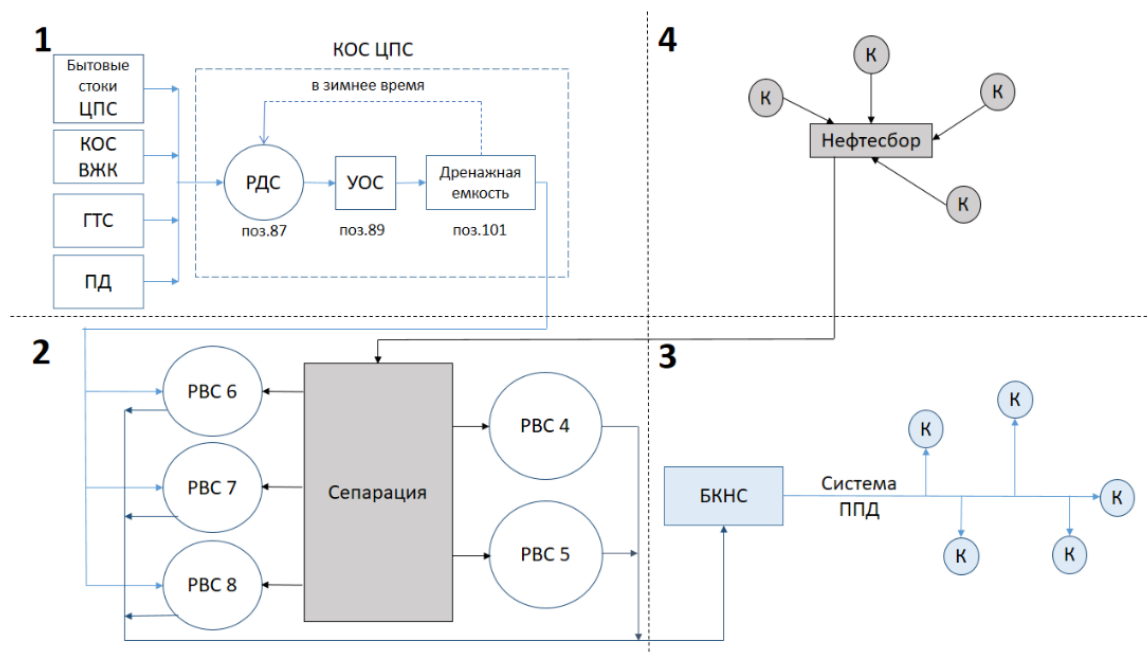 1
КОС ЦПС
Бытовые
стоки
ЦПС
КОС
ВЖК
ГТС
ПД
в зимнее время
РДС
УОС
Дренажная
емкость
поз.87
поз.89
поз.101
4
К
К
К
К
Нефтесбор
2
РВС 6
РВС 7
РВС 8
Сепарация
РВС 4
РВС 5
3
БКНС
Система
ППД
К
К
К
К
К